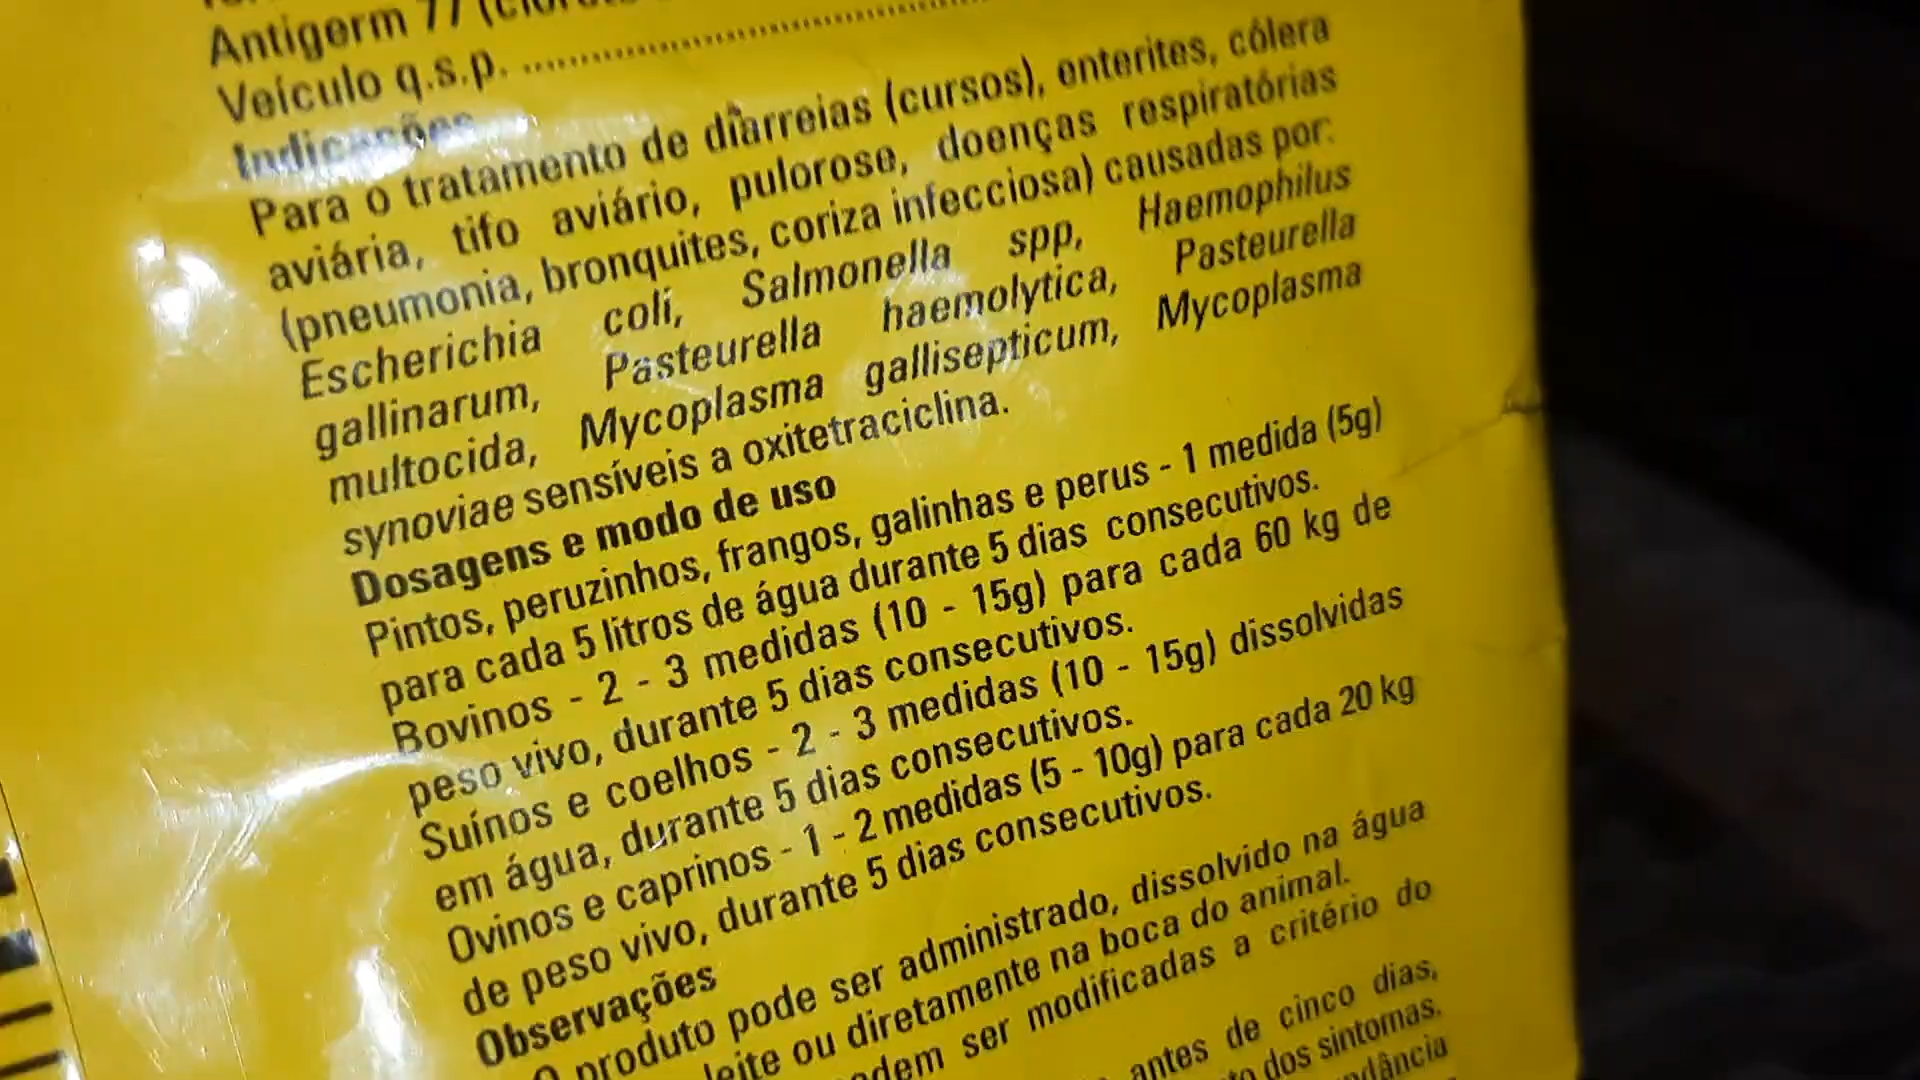 Antigerm 77
Veículo q.s.p. ..............................
Indicações
Para o tratamento de diarreias (cursos), enterites, cólera
aviária, tifo aviário, pulorose, doenças respiratórias
(pneumonia, bronquites, coriza infecciosa) causadas por:
Escherichia coli, Salmonella spp, Haemophilus
gallinarum, Pasteurella haemolytica, Pasteurella
multocida, Mycoplasma gallisepticum, Mycoplasma
synoviae sensíveis a oxitetraciclina.
Dosagens e modo de uso
Pintos, peruzinhos, frangos, galinhas e perus - 1 medida (5g)
para cada 5 litros de água durante 5 dias consecutivos.
Bovinos - 2 - 3 medidas (10 - 15g) para cada 60 kg de
peso vivo, durante 5 dias consecutivos.
Suínos e coelhos - 2 - 3 medidas (10 - 15g) dissolvidas
em água, durante 5 dias consecutivos.
Ovinos e caprinos - 1 - 2 medidas (5 - 10g) para cada 20 kg
de peso vivo, durante 5 dias consecutivos.
Observações
O produto pode ser administrado, dissolvido na água
leite ou diretamente na boca do animal.
ser modificadas a critério do
antes de cinco dias,
dos sintomas.